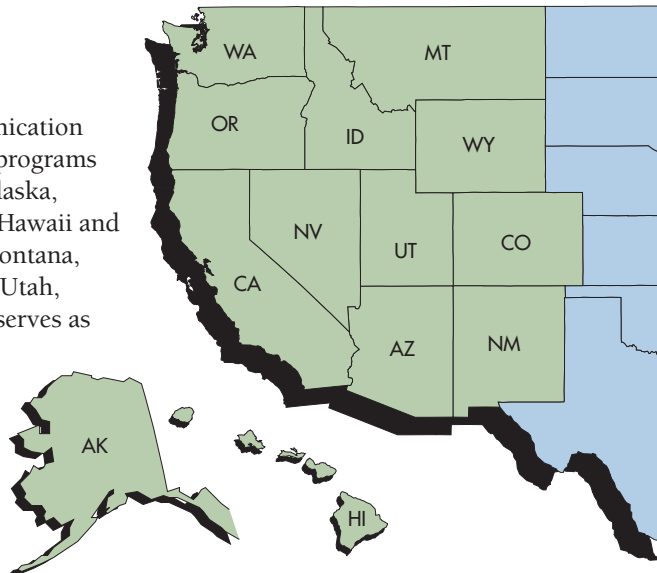 nication
programs
laska,
Hawaii and
ontana,
Utah,
serves as
WA
MT
OR
ID
WY
NV
UT
CO
CA
AZ
NM
AK
HI